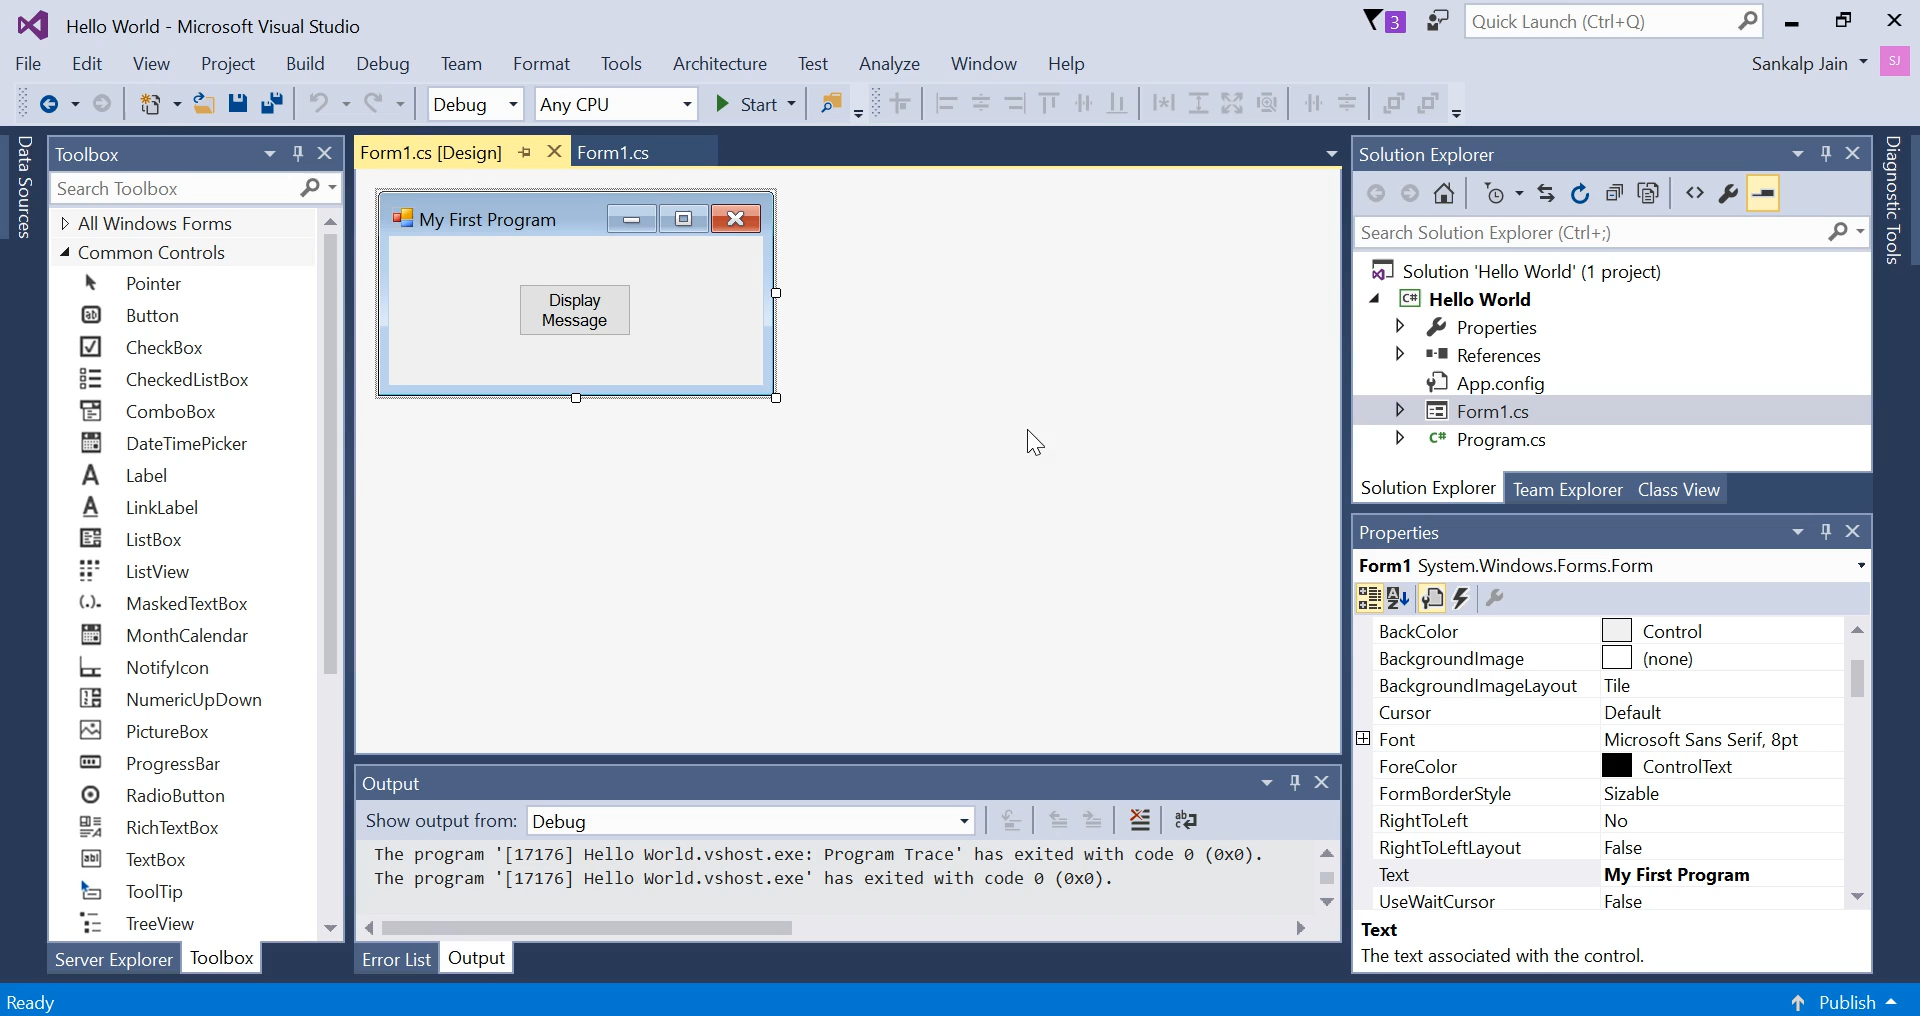 Hello World - Microsoft Visual Studio
3
Quick Launch (Ctrl+Q)
File Edit View Project Build Debug Team Format Tools Architecture Test Analyze Window Help
Sankalp Jain
SJ
Debug
Any CPU
Start
Data Sources
Toolbox
Search Toolbox
All Windows Forms
Common Controls
Pointer
Button
CheckBox
CheckedListBox
ComboBox
DateTimePicker
Label
LinkLabel
ListBox
ListView
MaskedTextBox
MonthCalendar
NotifyIcon
NumericUpDown
PictureBox
ProgressBar
RadioButton
RichTextBox
TextBox
ToolTip
TreeView
Server Explorer Toolbox
Form1.cs [Design] Form1.cs
My First Program
Display
Message
Output
Show output from: Debug
The program '[17176] Hello World.vshost.exe: Program Trace' has exited with code 0 (0x0).
The program '[17176] Hello World.vshost.exe' has exited with code 0 (0x0).
Error List Output
Solution Explorer
Search Solution Explorer (Ctrl+;)
Solution 'Hello World' (1 project)
C# Hello World
Properties
References
App.config
Form1.cs
C# Program.cs
Solution Explorer Team Explorer Class View
Properties
Form1 System.Windows.Forms.Form
BackColor Control
BackgroundImage (none)
BackgroundImageLayout Tile
Cursor Default
Font Microsoft Sans Serif, 8pt
ForeColor ControlText
FormBorderStyle Sizable
RightToLeft No
RightToLeftLayout False
Text My First Program
UseWaitCursor False
Text
The text associated with the control.
Diagnostic Tools
Ready
Publish